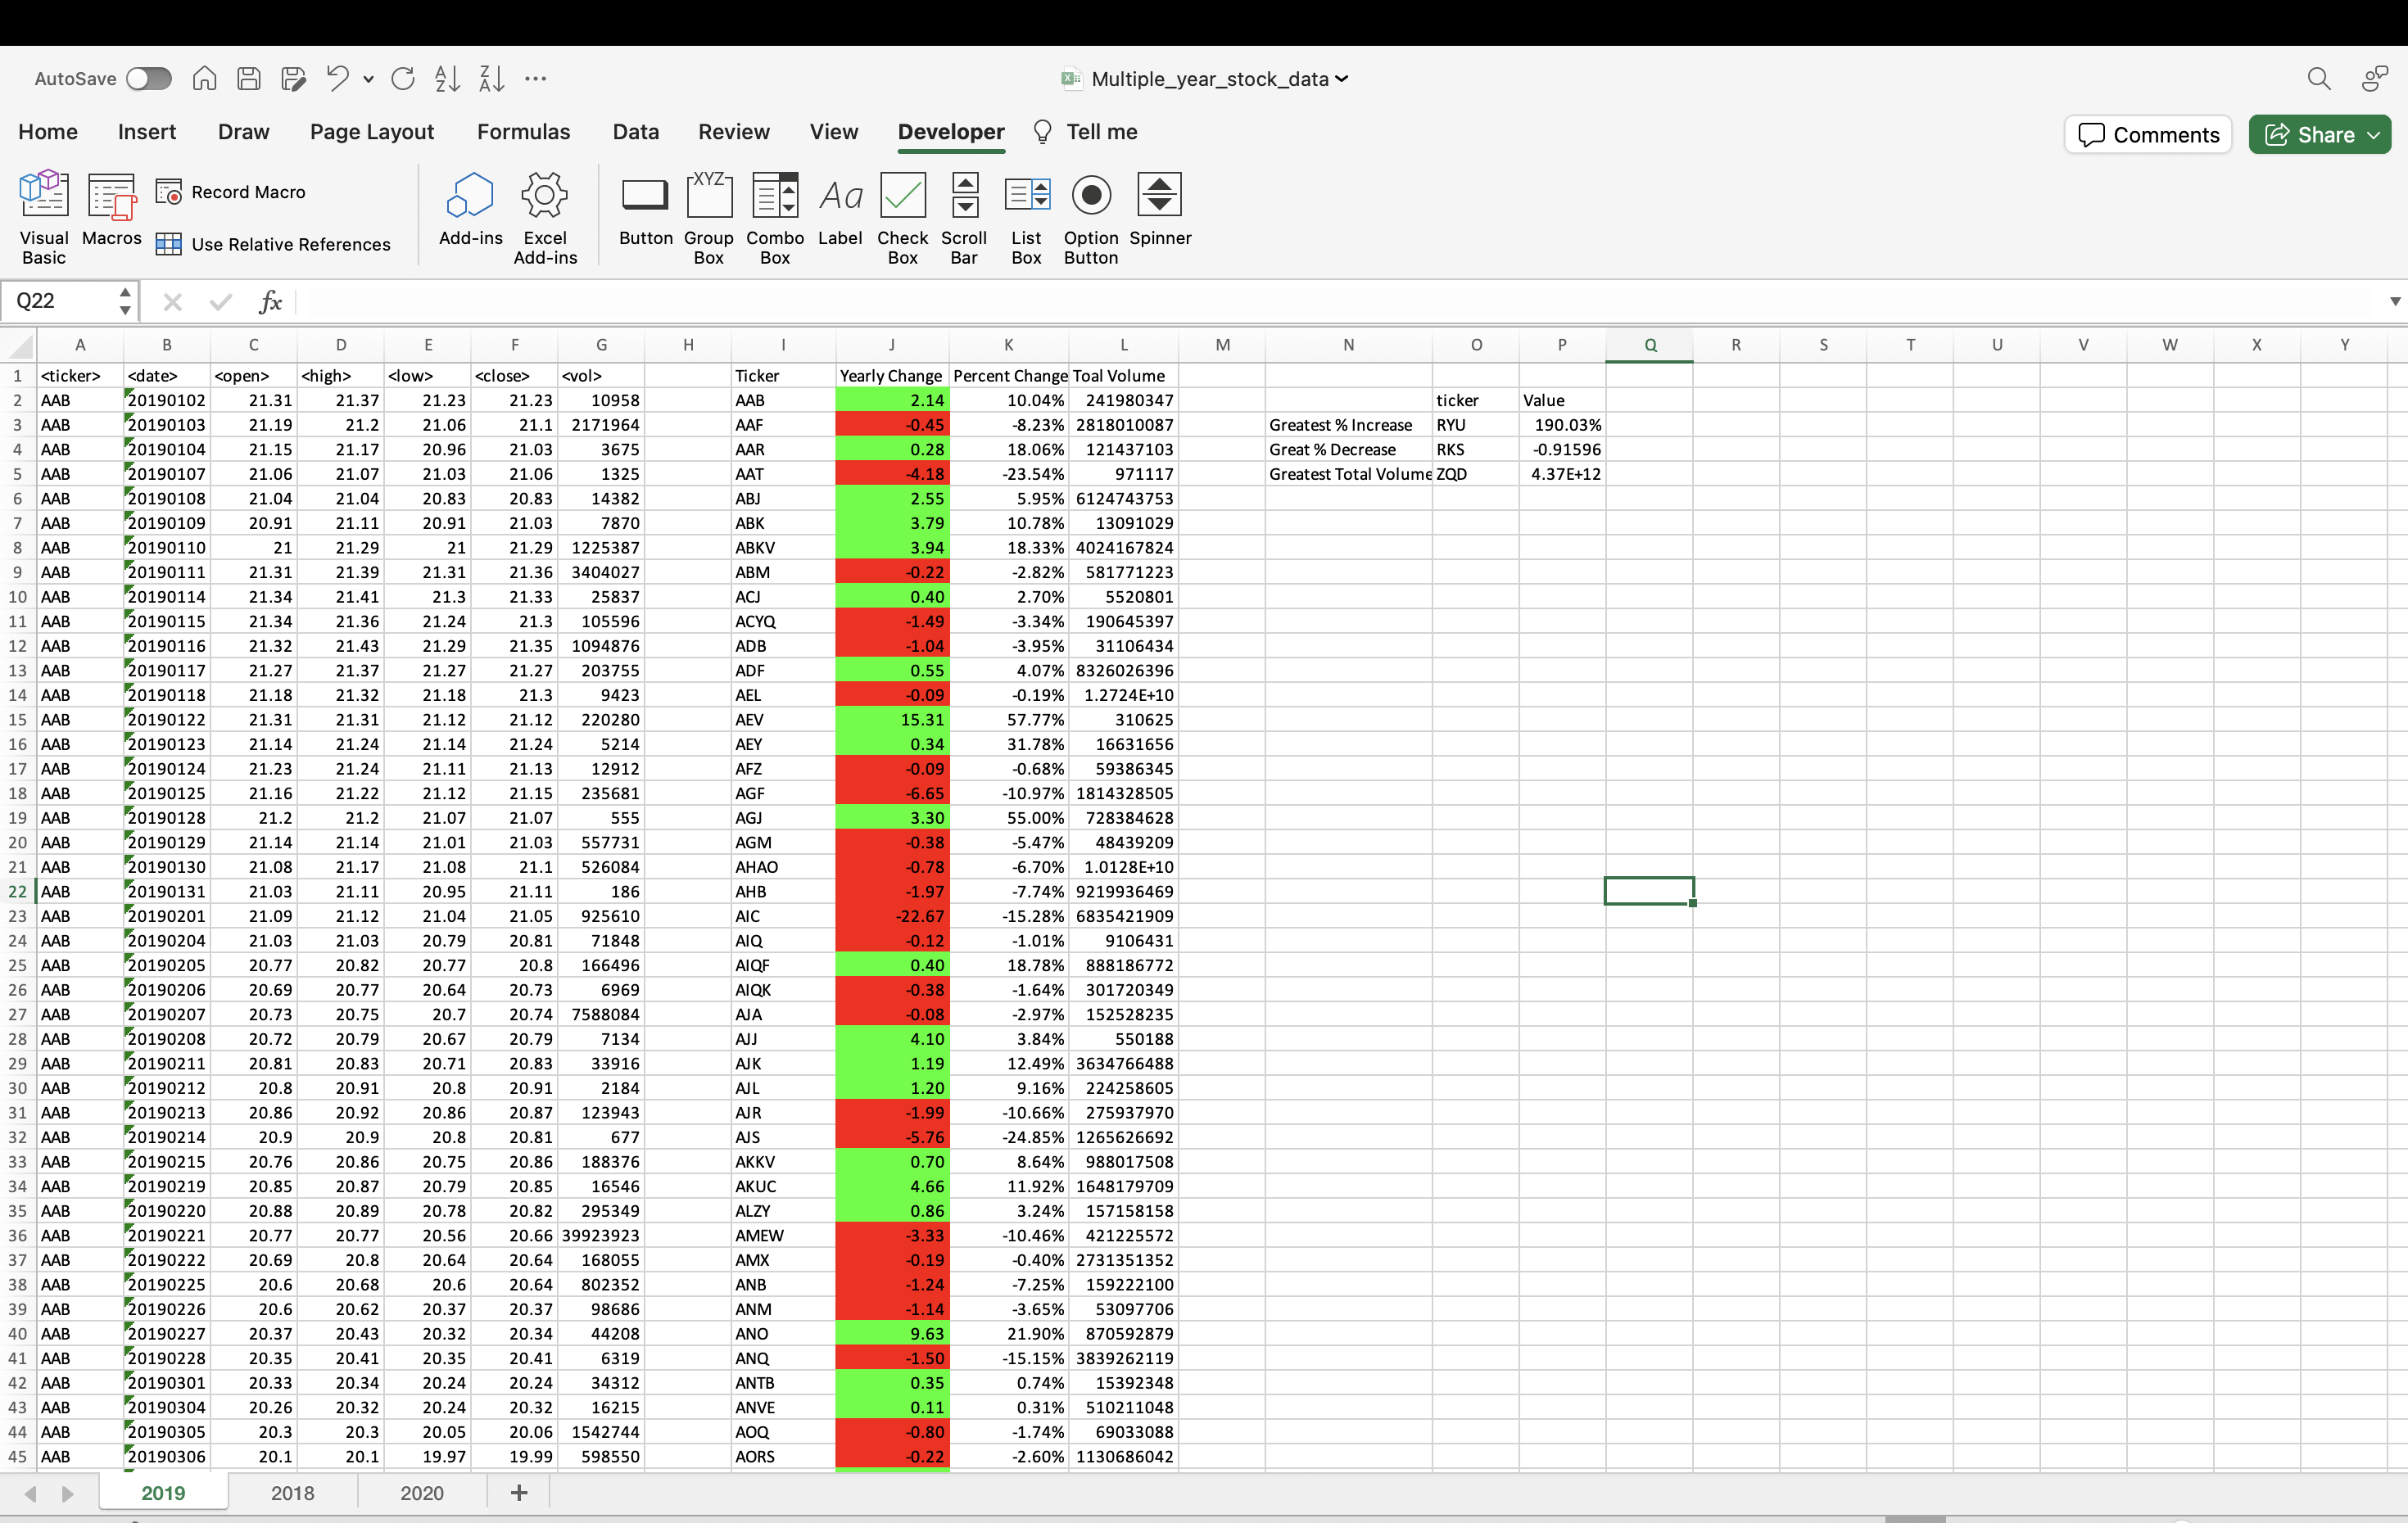 AutoSave Multiple_year_stock_data
Home Insert Draw Page Layout Formulas Data Review View Developer Tell me Comments Share
Visual Basic Macros Record Macro Use Relative References Add-ins Excel Add-ins Button Group Box Combo Box Label Check Box Scroll Bar List Box Option Button Spinner
Q22 fx
A B C D E F G H I J K L M N O P Q R S T U V W X Y
1 <ticker> <date> <open> <high> <low> <close> <vol> Ticker Yearly Change Percent Change Toal Volume
2 AAB 20190102 21.31 21.37 21.23 21.23 10958 AAB 2.14 10.04% 241980347 ticker Value
3 AAB 20190103 21.19 21.2 21.06 21.1 2171964 AAF -0.45 -8.23% 2818010087 Greatest % Increase RYU 190.03%
4 AAB 20190104 21.15 21.17 20.96 21.03 3675 AAR 0.28 18.06% 121437103 Great % Decrease RKS -0.91596
5 AAB 20190107 21.06 21.07 21.03 21.06 1325 AAT -4.18 -23.54% 971117 Greatest Total Volume ZQD 4.37E+12
6 AAB 20190108 21.04 21.04 20.83 20.83 14382 ABJ 2.55 5.95% 6124743753
7 AAB 20190109 20.91 21.11 20.91 21.03 7870 ABK 3.79 10.78% 13091029
8 AAB 20190110 21 21.29 21 21.29 1225387 ABKV 3.94 18.33% 4024167824
9 AAB 20190111 21.31 21.39 21.31 21.36 3404027 ABM -0.22 -2.82% 581771223
10 AAB 20190114 21.34 21.41 21.3 21.33 25837 ACJ 0.40 2.70% 5520801
11 AAB 20190115 21.34 21.36 21.24 21.3 105596 ACYQ -1.49 -3.34% 190645397
12 AAB 20190116 21.32 21.43 21.29 21.35 1094876 ADB -1.04 -3.95% 31106434
13 AAB 20190117 21.27 21.37 21.27 21.27 203755 ADF 0.55 4.07% 8326026396
14 AAB 20190118 21.18 21.32 21.18 21.3 9423 AEL -0.09 -0.19% 1.2724E+10
15 AAB 20190122 21.31 21.31 21.12 21.12 220280 AEV 15.31 57.77% 310625
16 AAB 20190123 21.14 21.24 21.14 21.24 5214 AEY 0.34 31.78% 16631656
17 AAB 20190124 21.23 21.24 21.11 21.13 12912 AFZ -0.09 -0.68% 59386345
18 AAB 20190125 21.16 21.22 21.12 21.15 235681 AGF -6.65 -10.97% 1814328505
19 AAB 20190128 21.2 21.2 21.07 21.07 555 AGJ 3.30 55.00% 728384628
20 AAB 20190129 21.14 21.14 21.01 21.03 557731 AGM -0.38 -5.47% 48439209
21 AAB 20190130 21.08 21.17 21.08 21.1 526084 AHAO -0.78 -6.70% 1.0128E+10
22 AAB 20190131 21.03 21.11 20.95 21.11 186 AHB -1.97 -7.74% 9219936469
23 AAB 20190201 21.09 21.12 21.04 21.05 925610 AIC -22.67 -15.28% 6835421909
24 AAB 20190204 21.03 21.03 20.79 20.81 71848 AIQ -0.12 -1.01% 9106431
25 AAB 20190205 20.77 20.82 20.77 20.8 166496 AIQF 0.40 18.78% 888186772
26 AAB 20190206 20.69 20.77 20.64 20.73 6969 AIQK -0.38 -1.64% 301720349
27 AAB 20190207 20.73 20.75 20.7 20.74 7588084 AJA -0.08 -2.97% 152528235
28 AAB 20190208 20.72 20.79 20.67 20.79 7134 AJJ 4.10 3.84% 550188
29 AAB 20190211 20.81 20.83 20.71 20.83 33916 AJK 1.19 12.49% 3634766488
30 AAB 20190212 20.8 20.91 20.8 20.91 2184 AJL 1.20 9.16% 224258605
31 AAB 20190213 20.86 20.92 20.86 20.87 123943 AJR -1.99 -10.66% 275937970
32 AAB 20190214 20.9 20.9 20.8 20.81 677 AJS -5.76 -24.85% 1265626692
33 AAB 20190215 20.76 20.86 20.75 20.86 188376 AKKV 0.70 8.64% 988017508
34 AAB 20190219 20.85 20.87 20.79 20.85 16546 AKUC 4.66 11.92% 1648179709
35 AAB 20190220 20.88 20.89 20.78 20.82 295349 ALZY 0.86 3.24% 157158158
36 AAB 20190221 20.77 20.77 20.56 20.66 39923923 AMEW -3.33 -10.46% 421225572
37 AAB 20190222 20.69 20.8 20.64 20.64 168055 AMX -0.19 -0.40% 2731351352
38 AAB 20190225 20.6 20.68 20.6 20.64 802352 ANB -1.24 -7.25% 159222100
39 AAB 20190226 20.6 20.62 20.37 20.37 98686 ANM -1.14 -3.65% 53097706
40 AAB 20190227 20.37 20.43 20.32 20.34 44208 ANO 9.63 21.90% 870592879
41 AAB 20190228 20.35 20.41 20.35 20.41 6319 ANQ -1.50 -15.15% 3839262119
42 AAB 20190301 20.33 20.34 20.24 20.24 34312 ANTB 0.35 0.74% 15392348
43 AAB 20190304 20.26 20.32 20.24 20.32 16215 ANVE 0.11 0.31% 510211048
44 AAB 20190305 20.3 20.3 20.05 20.06 1542744 AOQ -0.80 -1.74% 69033088
45 AAB 20190306 20.1 20.1 19.97 19.99 598550 AORS -0.22 -2.60% 1130686042
2019 2018 2020 +